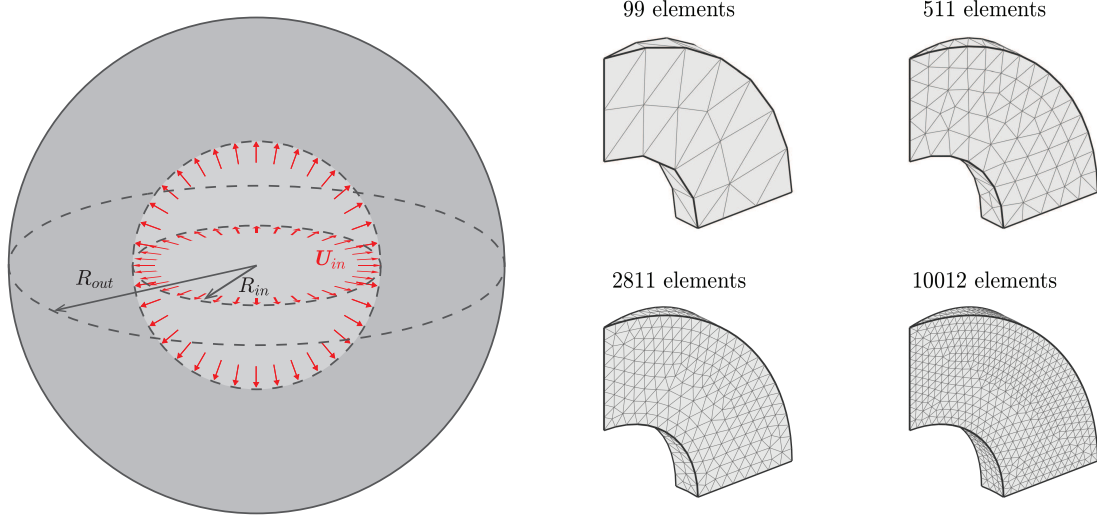 99 elements
511 elements
U_in
R_out
R_in
2811 elements
10012 elements